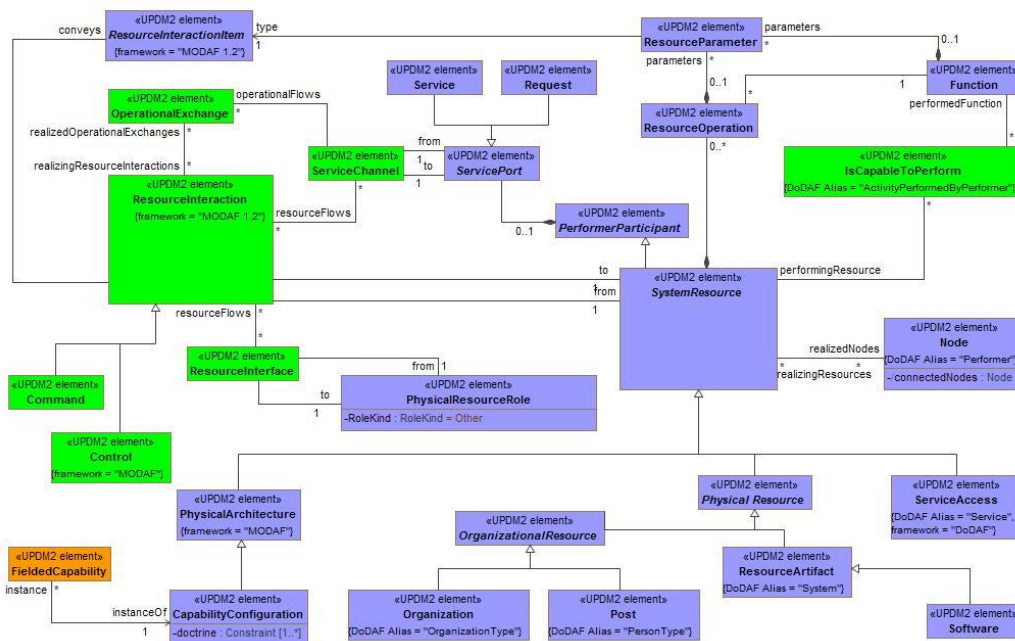 «UPDM2 element»
ResourceInteractionItem
{framework = "MODAF 1.2"}
conveys
type
1
«UPDM2 element»
ResourceParameter
parameters
*
parameters
*
0..1
0..1
«UPDM2 element»
Function
1
*
performedFunction
*
«UPDM2 element»
Service
«UPDM2 element»
Request
«UPDM2 element»
OperationalExchange
operationalFlows
*
realizedOperationalExchanges
*
realizingResourceInteractions
*
«UPDM2 element»
ResourceOperation
0..*
«UPDM2 element»
ServiceChannel
from
1
to
1
«UPDM2 element»
ServicePort
«UPDM2 element»
IsCapableToPerform
{DoDAF Alias = "ActivityPerformedByPerformer"}
*
*
«UPDM2 element»
ResourceInteraction
{framework = "MODAF 1.2"}
resourceFlows
*
*
0..1
«UPDM2 element»
PerformerParticipant
to
1
from
1
«UPDM2 element»
SystemResource
performingResource
resourceFlows
*
*
«UPDM2 element»
ResourceInterface
from
1
to
1
«UPDM2 element»
PhysicalResourceRole
-RoleKind : RoleKind = Other
realizedNodes
*
*
realizingResources
«UPDM2 element»
Node
{DoDAF Alias = "Performer"}
-connectedNodes : Node
«UPDM2 element»
Command
«UPDM2 element»
Control
{framework = "MODAF"}
«UPDM2 element»
PhysicalArchitecture
{framework = "MODAF"}
«UPDM2 element»
Physical Resource
«UPDM2 element»
ServiceAccess
{DoDAF Alias = "Service",
framework = "DoDAF"}
«UPDM2 element»
OrganizationalResource
«UPDM2 element»
FieldedCapability
instance
*
instanceOf
1
«UPDM2 element»
CapabilityConfiguration
-doctrine : Constraint [1..*]
«UPDM2 element»
Organization
{DoDAF Alias = "OrganizationType"}
«UPDM2 element»
Post
{DoDAF Alias = "PersonType"}
«UPDM2 element»
ResourceArtifact
{DoDAF Alias = "System"}
«UPDM2 element»
Software